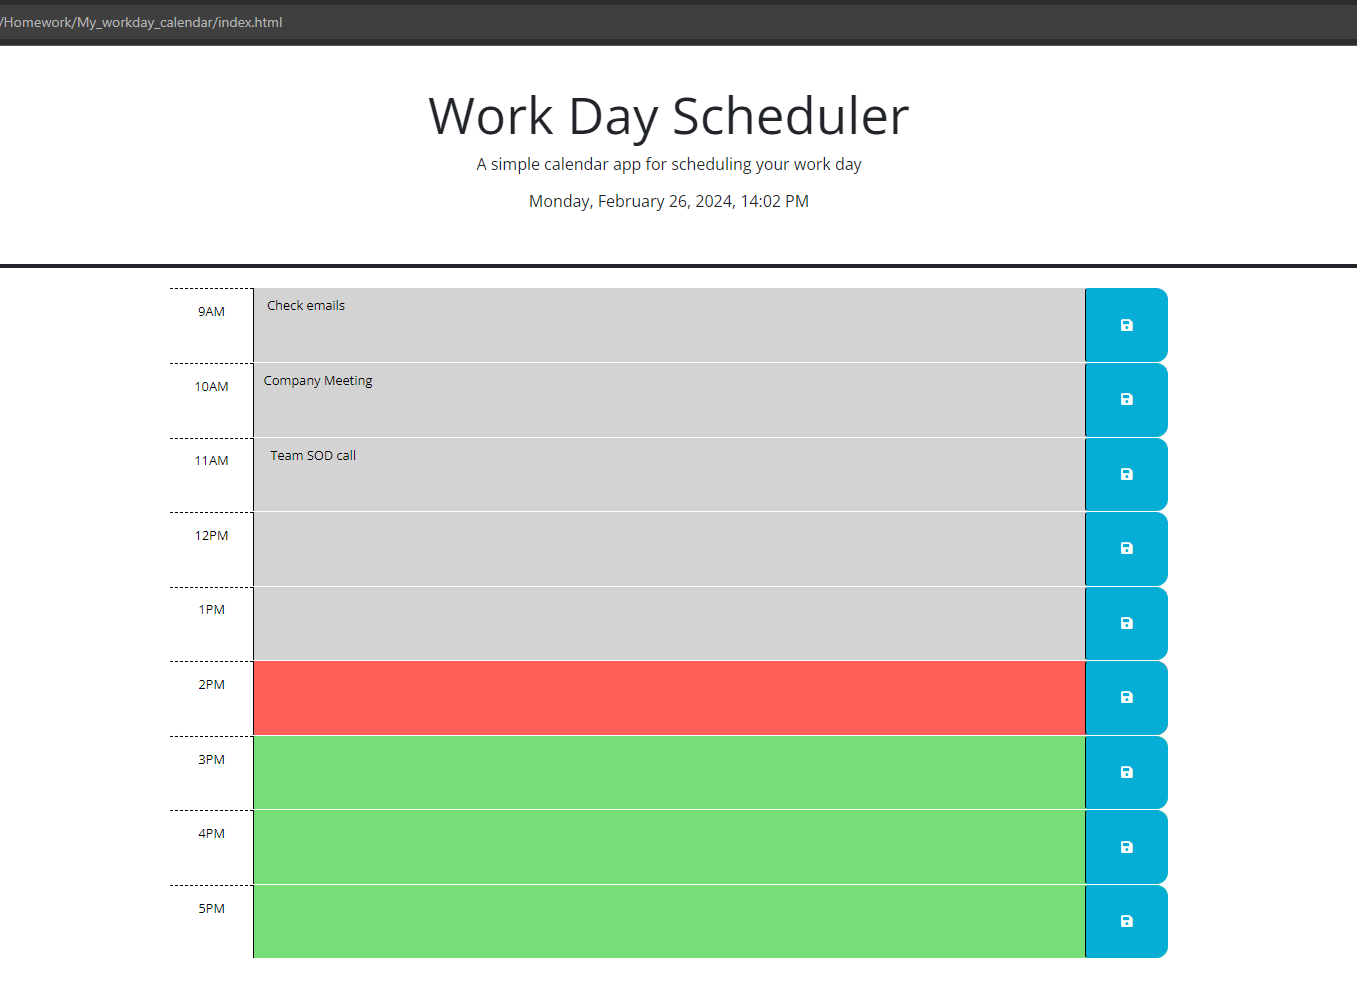 /Homework/My_workday_calendar/index.html
Work Day Scheduler
A simple calendar app for scheduling your work day
Monday, February 26, 2024, 14:02 PM
9AM Check emails
10AM Company Meeting
11AM Team SOD call
12PM
1PM
2PM
3PM
4PM
5PM